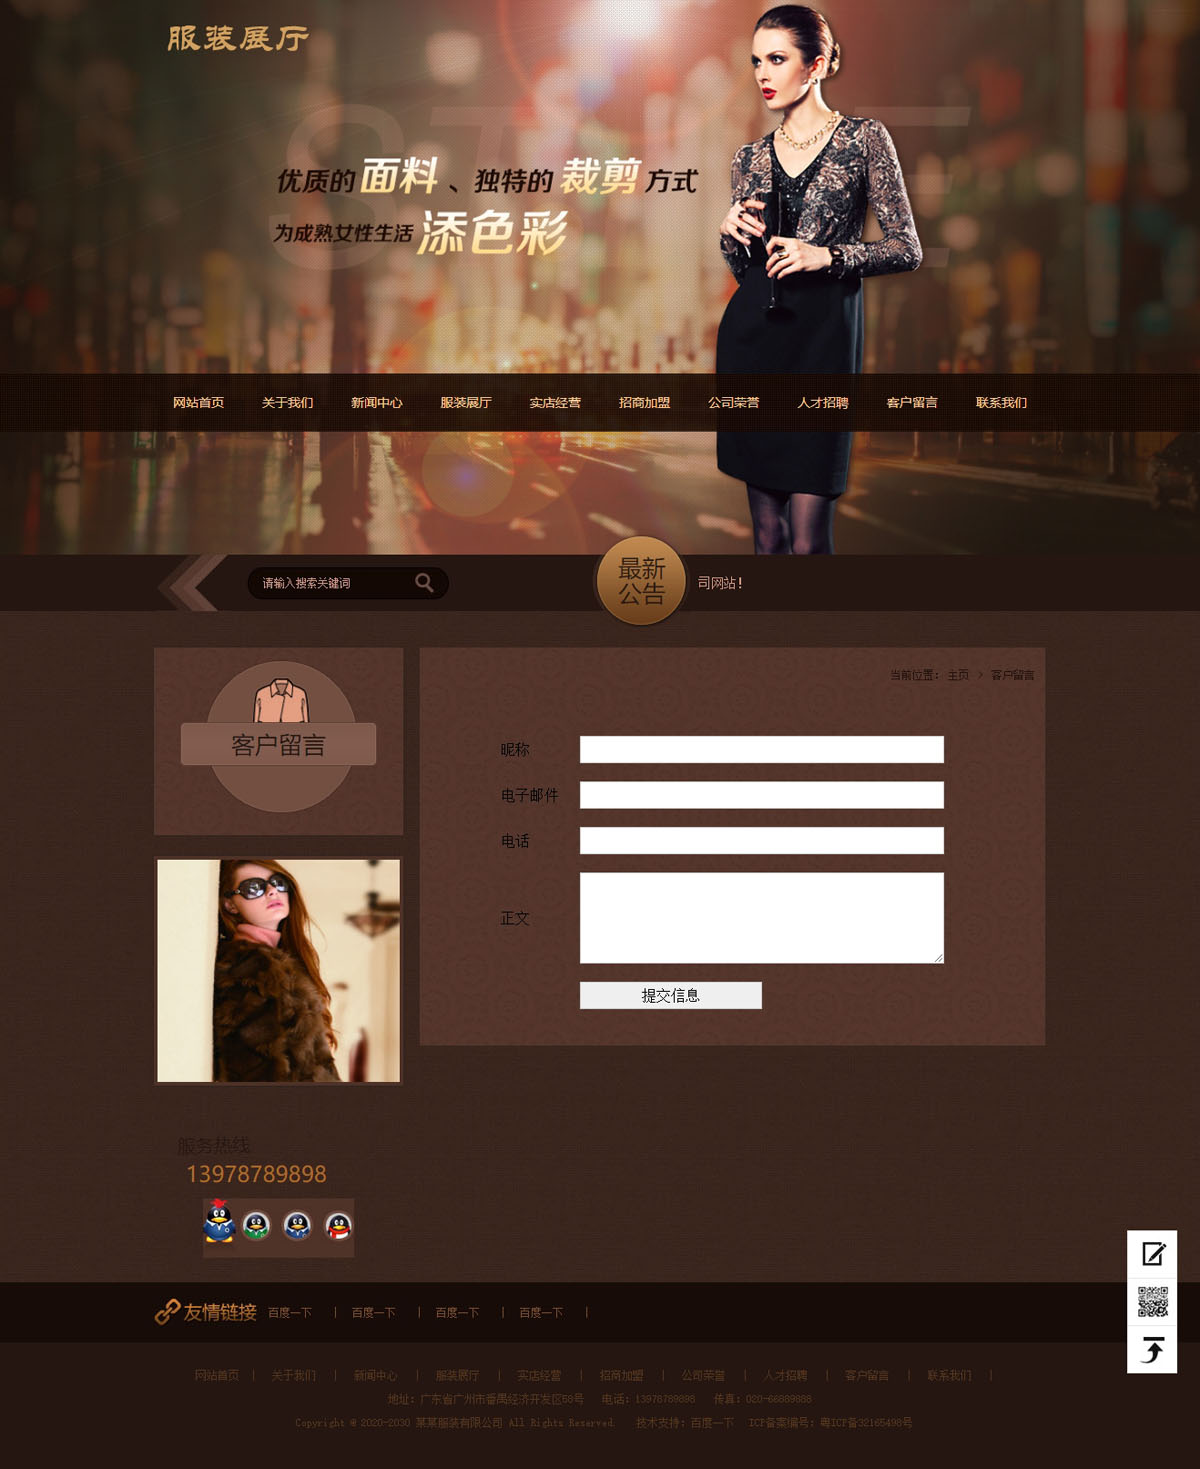 服装展厅
优质的面料、独特的裁剪方式
为成熟女性生活添色彩
网站首页 关于我们 新闻中心 服装展厅 实店经营 招商加盟 公司荣誉 人才招聘 客户留言 联系我们
请输入搜索关键词
最新
公告
司网站！
当前位置: 主页 > 客户留言
客户留言
昵称
电子邮件
电话
正文
提交信息
服务热线
13978789898
友情链接 百度一下 | 百度一下 | 百度一下 | 百度一下 |
网站首页 | 关于我们 | 新闻中心 | 服装展厅 | 实店经营 | 招商加盟 | 公司荣誉 | 人才招聘 | 客户留言 | 联系我们 |
地址：广东省广州市番禺经济开发区58号 电话：13978789898 传真：020-66889888
Copyright @ 2020-2030 某某服装有限公司 All Rights Reserved. 技术支持：百度一下 ICP备案编号：粤ICP备32165498号